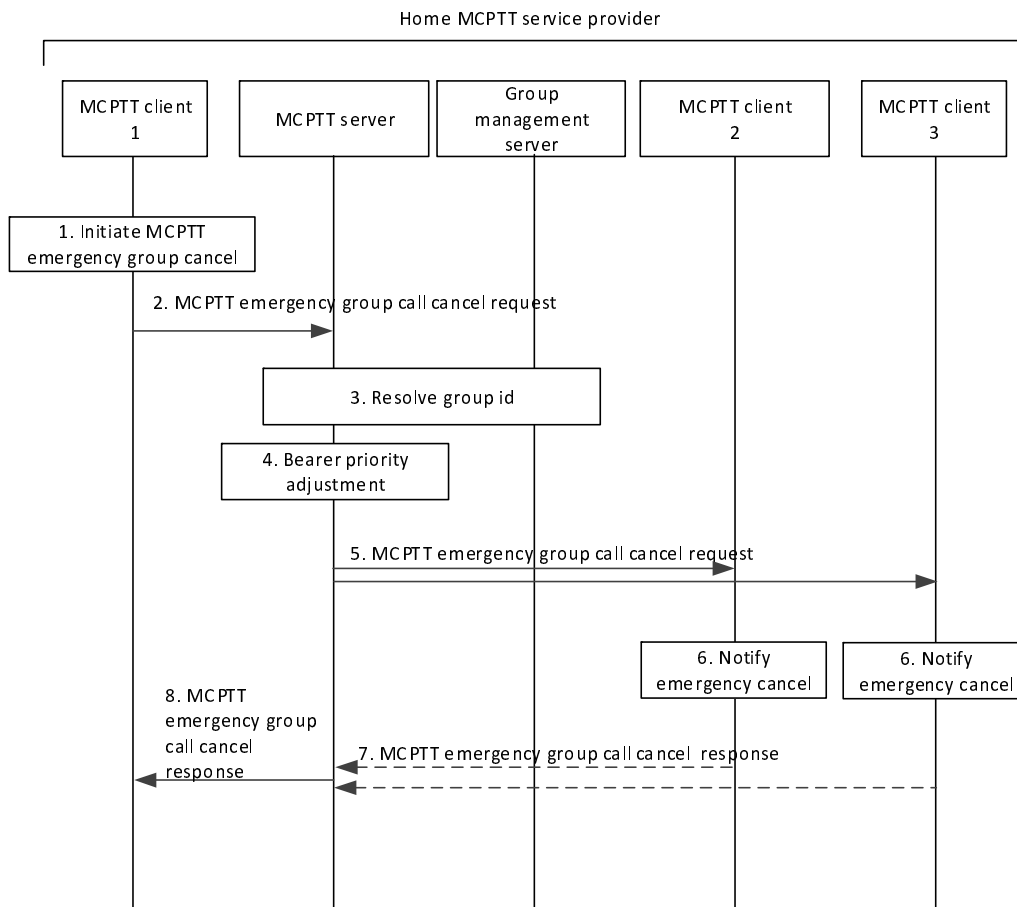 Home MCPTT service provider
MCPTT client
1
MCPTT server
Group
management
server
MCPTT client
2
MCPTT client
3
1. Initiate MCPTT
emergency group cancel
2. MCPTT emergency group call cancel request
3. Resolve group id
4. Bearer priority
adjustment
5. MCPTT emergency group call cancel request
6. Notify
emergency cancel
6. Notify
emergency cancel
8. MCPTT
emergency group
call cancel
response
7. MCPTT emergency group call cancel response